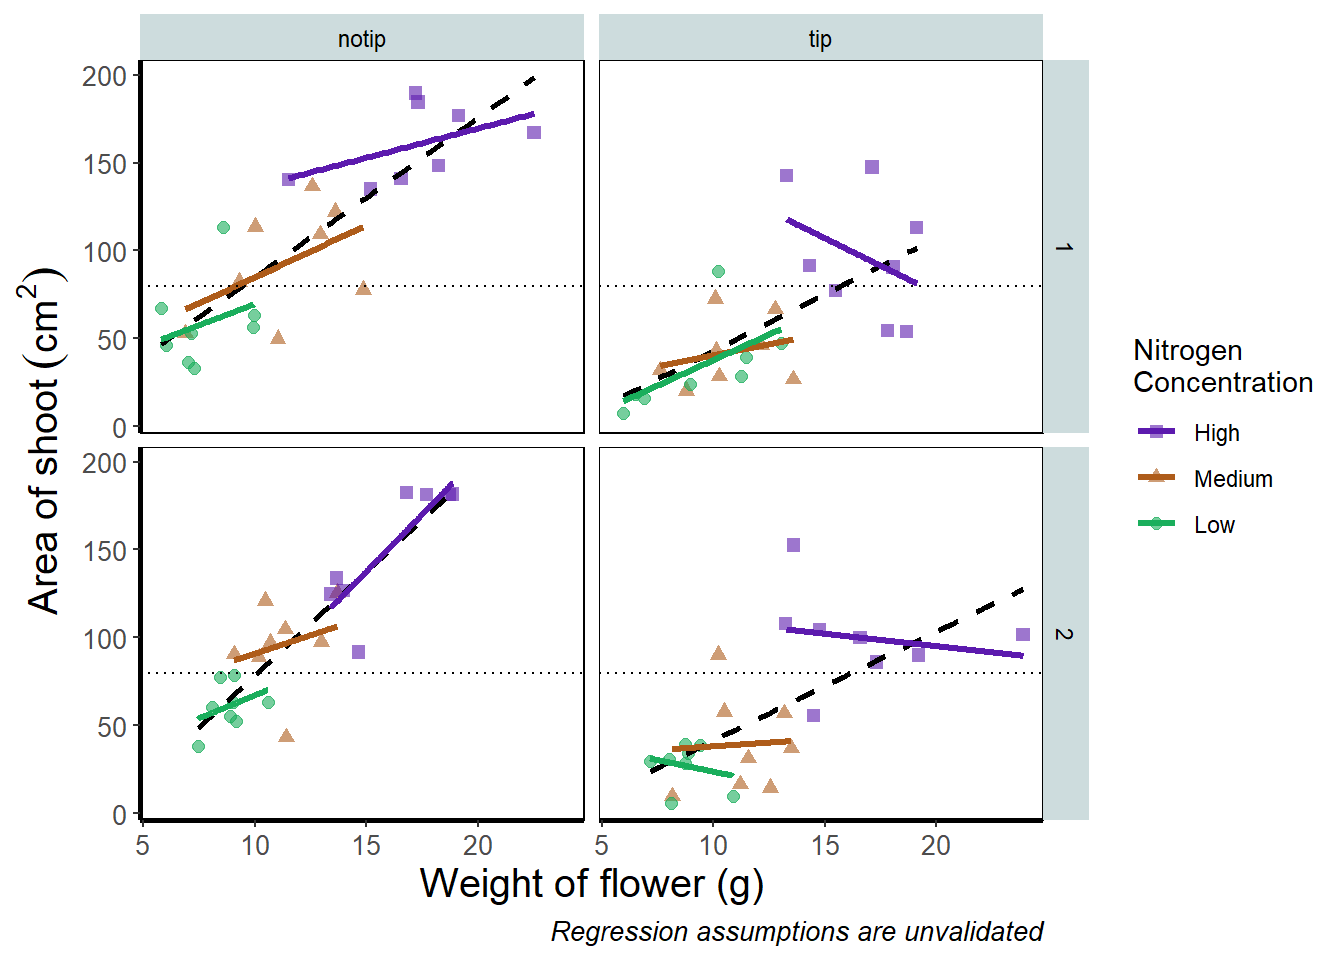 notip
tip
200
150
100
50
0
1
200
150
100
50
0
2
Area of shoot (cm²)
5
10
15
20
5
10
15
20
Weight of flower (g)
Regression assumptions are unvalidated
Nitrogen
Concentration
High
Medium
Low